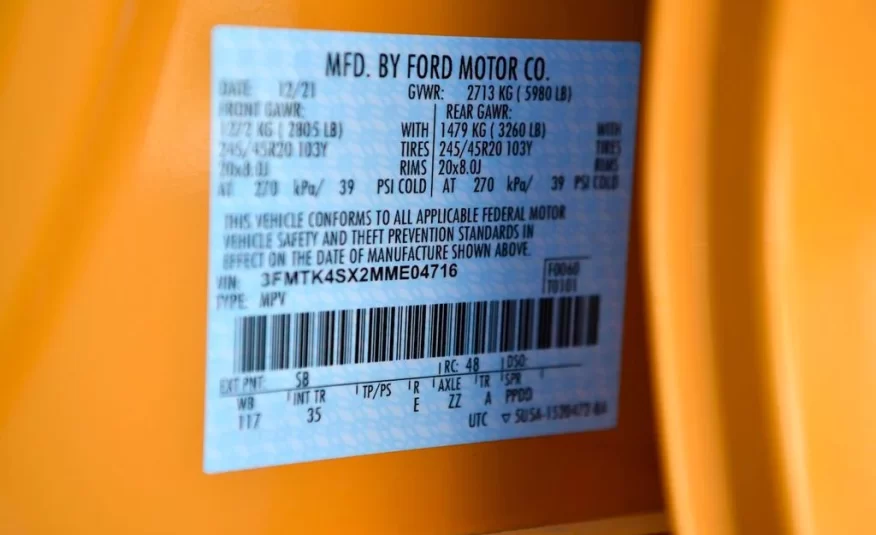 MFD. BY FORD MOTOR CO.
DATE: 12/21 GVWR: 2713 KG ( 5980 LB)
FRONT GAWR: REAR GAWR:
1272 KG ( 2805 LB) WITH 1479 KG ( 3260 LB) WITH
245/45R20 103Y TIRES 245/45R20 103Y TIRES
20x8.0J RIMS 20x8.0J RIMS
AT 270 kPa/ 39 PSI COLD AT 270 kPa/ 39 PSI COLD
THIS VEHICLE CONFORMS TO ALL APPLICABLE FEDERAL MOTOR
VEHICLE SAFETY AND THEFT PREVENTION STANDARDS IN
EFFECT ON THE DATE OF MANUFACTURE SHOWN ABOVE.
VIN: 3FMTK4SX2MME04716 F0060
TYPE: MPV T0101
EXT PNT: SB RC: 48 DSO:
WB INT TR TP/PS R AXLE TR SPR
117 35 E ZZ A PPDD
UTC